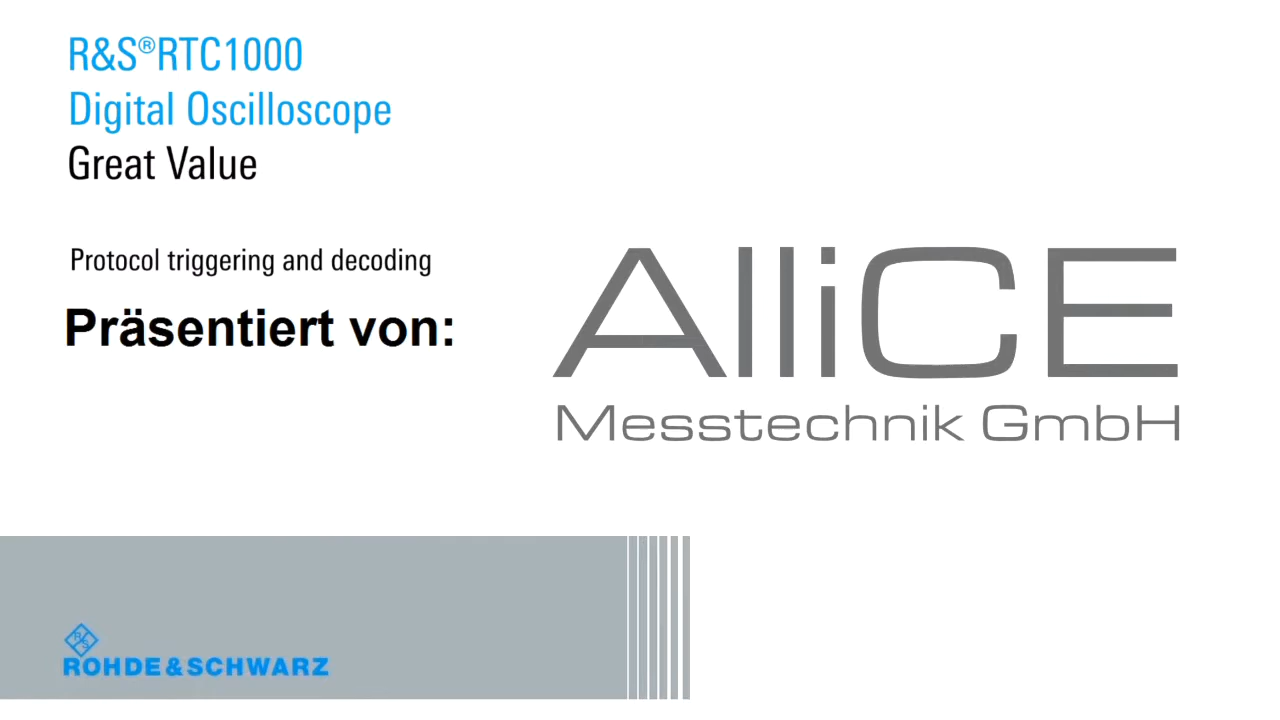 R&S®RTC1000
Digital Oscilloscope
Great Value
Protocol triggering and decoding
Präsentiert von:
AlliCE
Messtechnik GmbH
R S
ROHDE&SCHWARZ